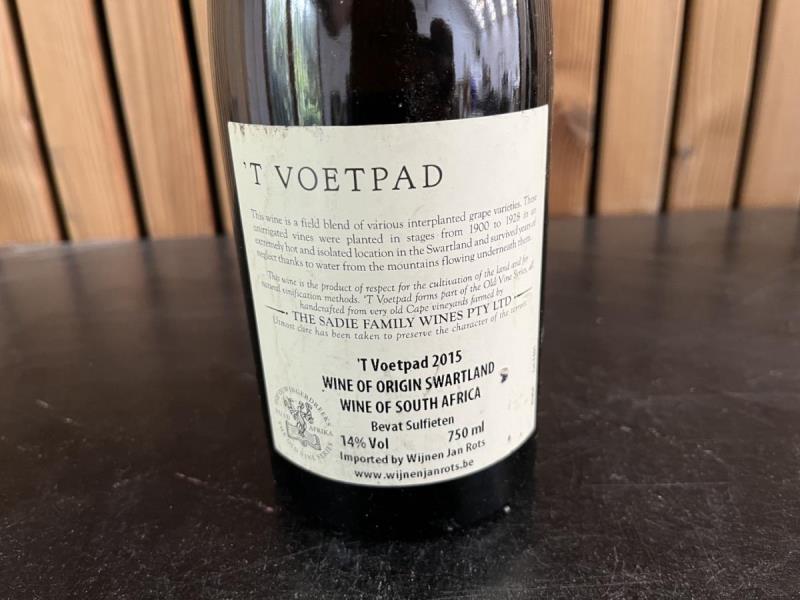 'T VOETPAD
This wine is a field blend of various interplanted grape varieties. These
unirrigated vines were planted in stages from 1900 to 1928 in an
extremely hot and isolated location in the Swartland and survived years of
neglect thanks to water from the mountains flowing underneath them.
This wine is the product of respect for the cultivation of the land and for
natural vinification methods. 'T Voetpad forms part of the Old Vine Series, all
handcrafted from very old Cape vineyards farmed by
THE SADIE FAMILY WINES PTY LTD
Utmost care has been taken to preserve the character of the terroir.
'T Voetpad 2015
WINE OF ORIGIN SWARTLAND
WINE OF SOUTH AFRICA
Bevat Sulfieten
14% Vol 750 ml
Imported by Wijnen Jan Rots
www.wijnenjanrots.be
AFRIKA